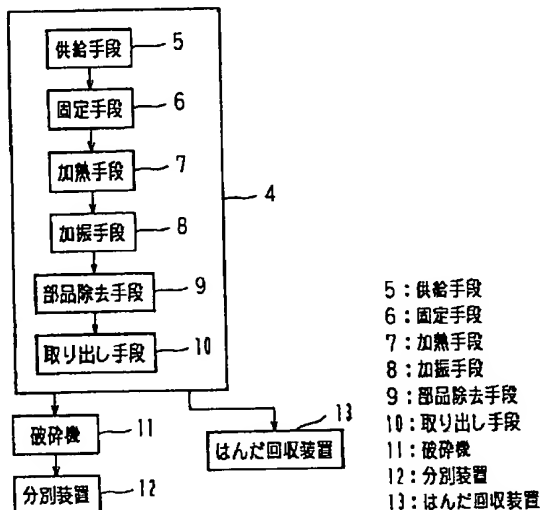 供給手段 5
固定手段 6
加熱手段 7
4
加振手段 8
部品除去手段 9
取り出し手段 10
破砕機 11
はんだ回収装置 13
分別装置 12
5:供給手段
6:固定手段
7:加熱手段
8:加振手段
9:部品除去手段
10:取り出し手段
11:破砕機
12:分別装置
13:はんだ回収装置